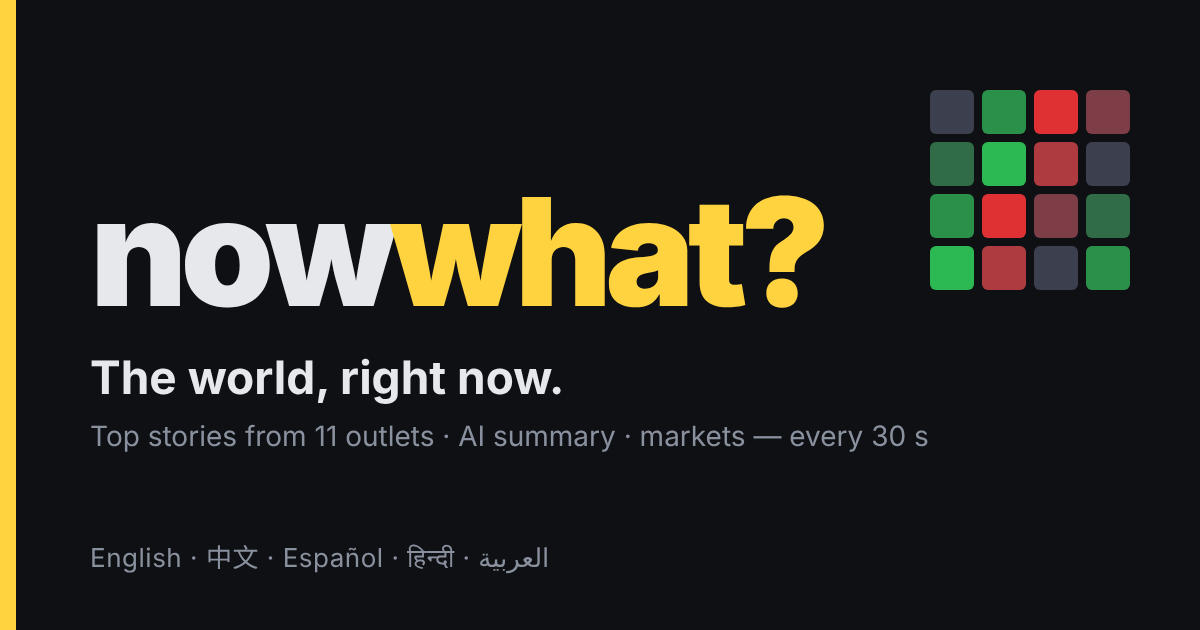 nowwhat?
The world, right now.
Top stories from 11 outlets · AI summary · markets — every 30 s
English · 中文 · Español · हिन्दी · العربية